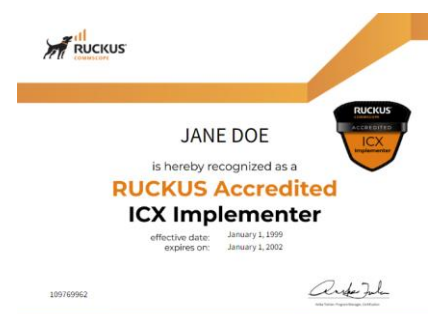 RUCKUS
COMMSCOPE
RUCKUS
COMMSCOPE
ACCREDITED
ICX
Implementer
JANE DOE
is hereby recognized as a
RUCKUS Accredited
ICX Implementer
effective date: January 1, 1999
expires on: January 1, 2002
109769962